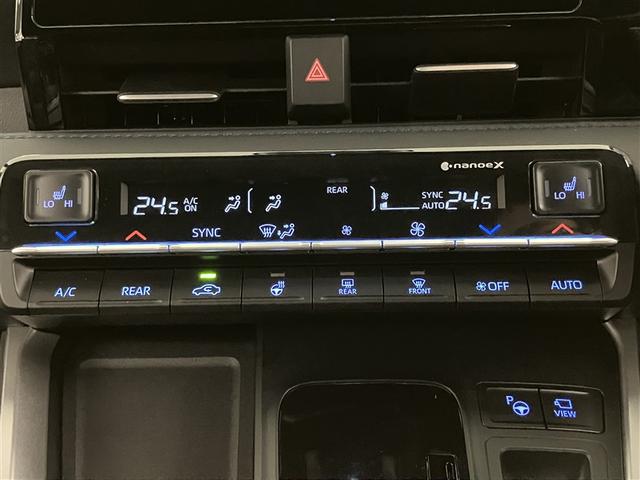 nanoeX
LO HI
24.5 A/C ON
REAR
SYNC AUTO 24.5
LO HI
SYNC
A/C
REAR
REAR
FRONT
OFF
AUTO
P
VIEW